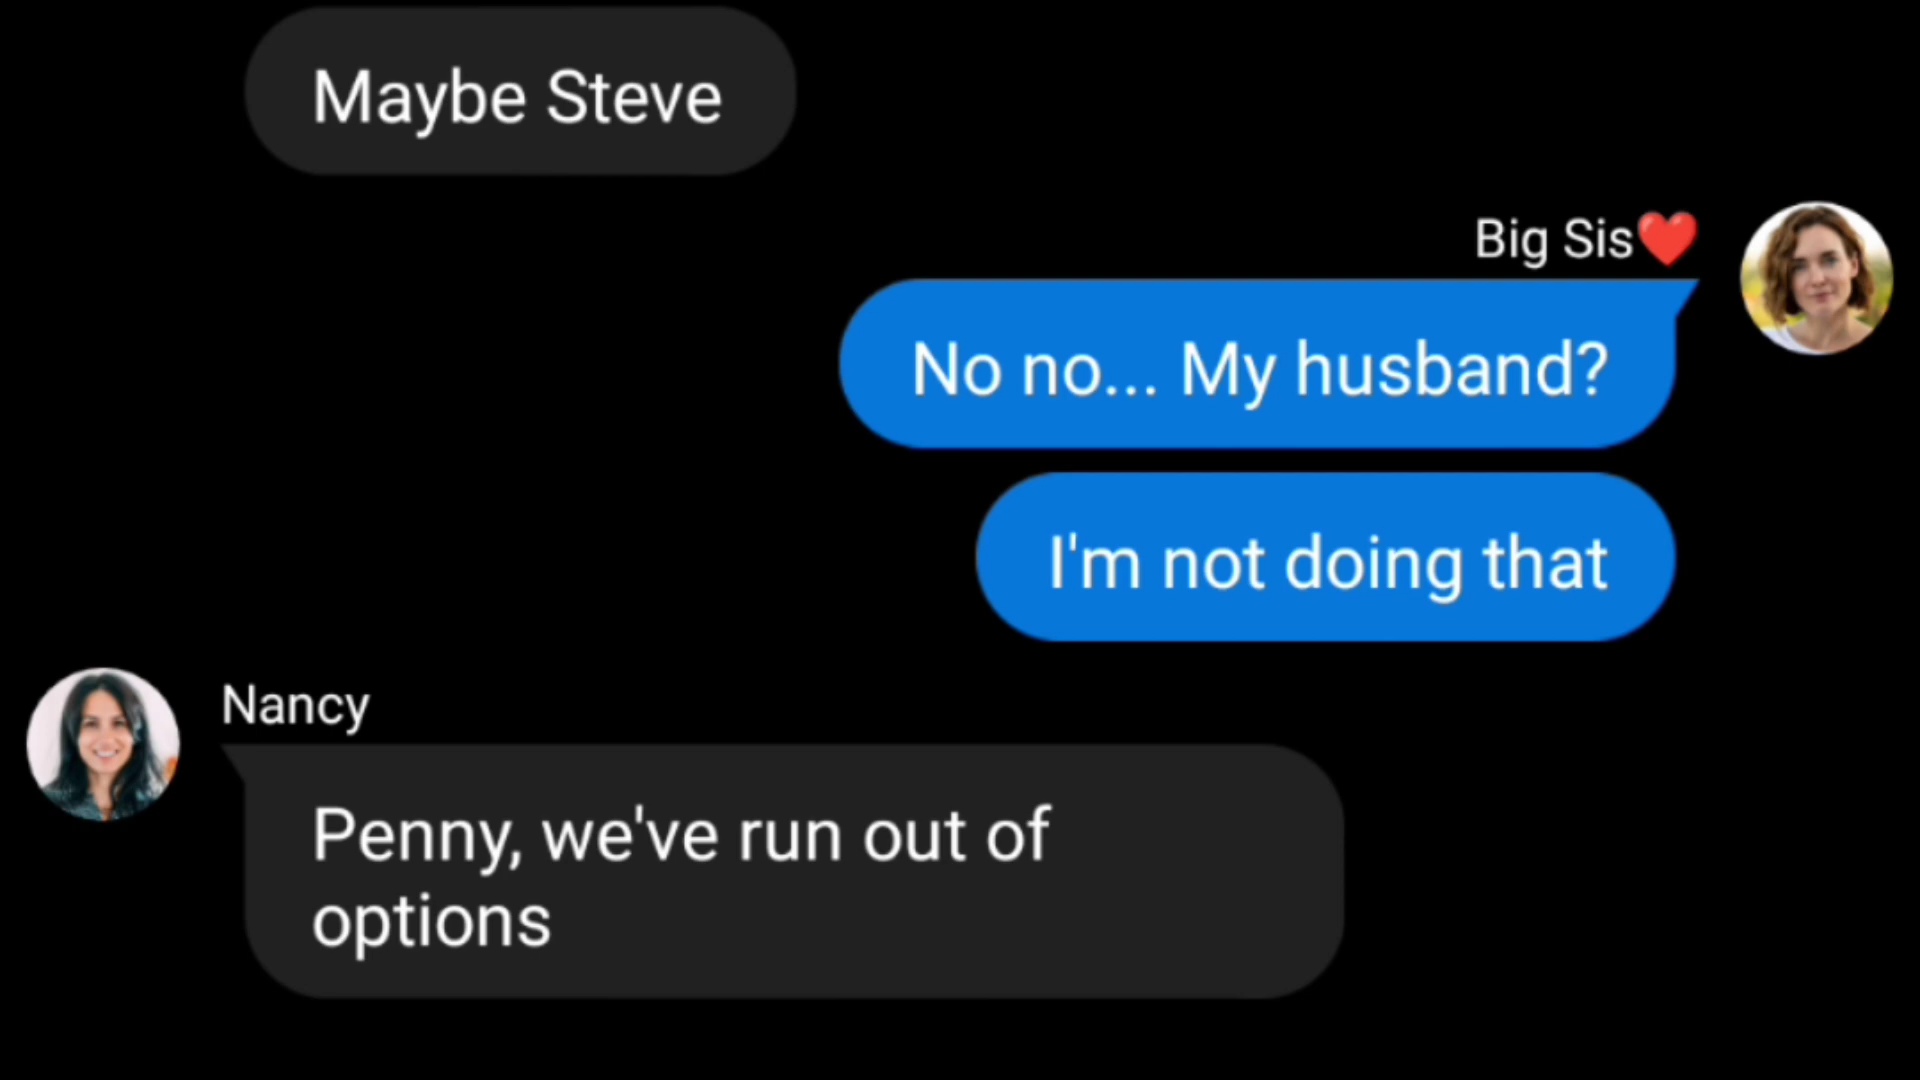 Maybe Steve
Big Sis❤️
No no... My husband?
I'm not doing that
Nancy
Penny, we've run out of
options